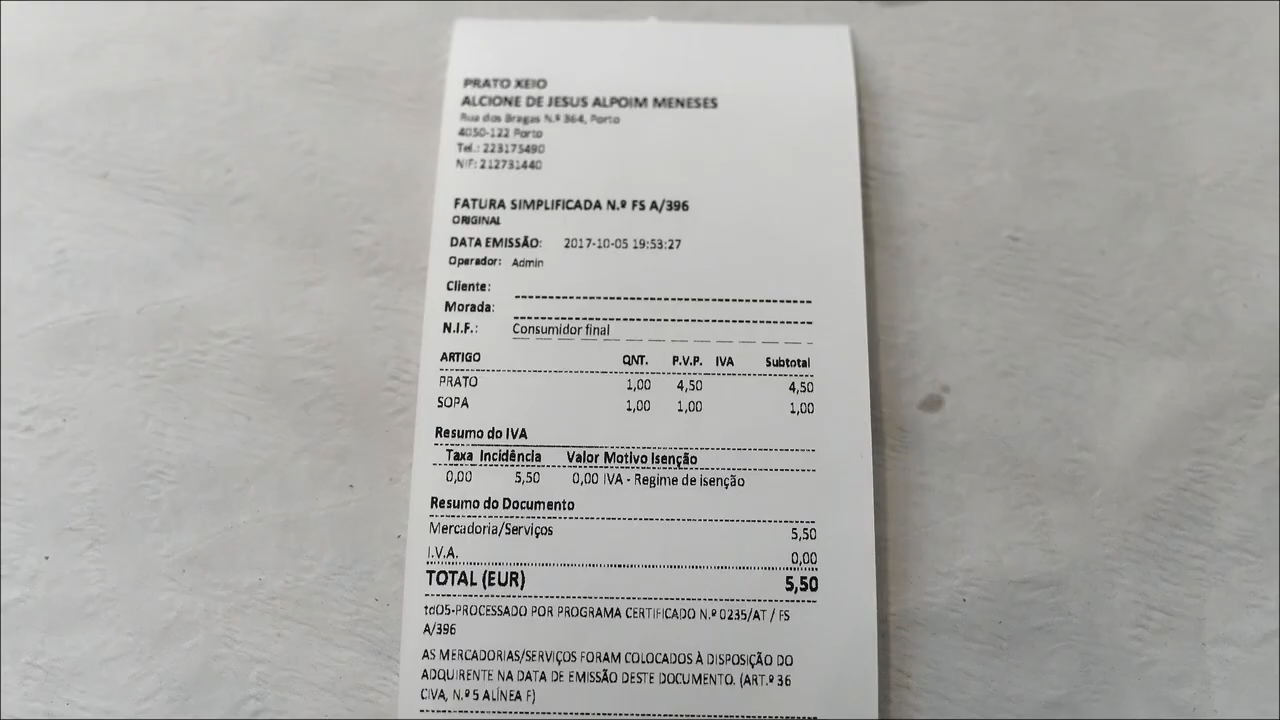 PRATO XEIO
ALCIONE DE JESUS ALPOIM MENESES
Rua dos Bragas N.º 364, Porto
4050-122 Porto
Tel.: 223175490
NIF: 212731440
FATURA SIMPLIFICADA N.º FS A/396
ORIGINAL
DATA EMISSÃO: 2017-10-05 19:53:27
Operador: Admin
Cliente:
Morada:
N.I.F.: Consumidor final
ARTIGO QNT. P.V.P. IVA Subtotal
PRATO 1,00 4,50 4,50
SOPA 1,00 1,00 1,00
Resumo do IVA
Taxa Incidência Valor Motivo Isenção
0,00 5,50 0,00 IVA - Regime de isenção
Resumo do Documento
Mercadoria/Serviços 5,50
I.V.A. 0,00
TOTAL (EUR) 5,50
tdO5-PROCESSADO POR PROGRAMA CERTIFICADO N.º 0235/AT / FS
A/396
AS MERCADORIAS/SERVIÇOS FORAM COLOCADOS À DISPOSIÇÃO DO
ADQUIRENTE NA DATA DE EMISSÃO DESTE DOCUMENTO. (ART.º 36
CIVA, N.º 5 ALÍNEA F)